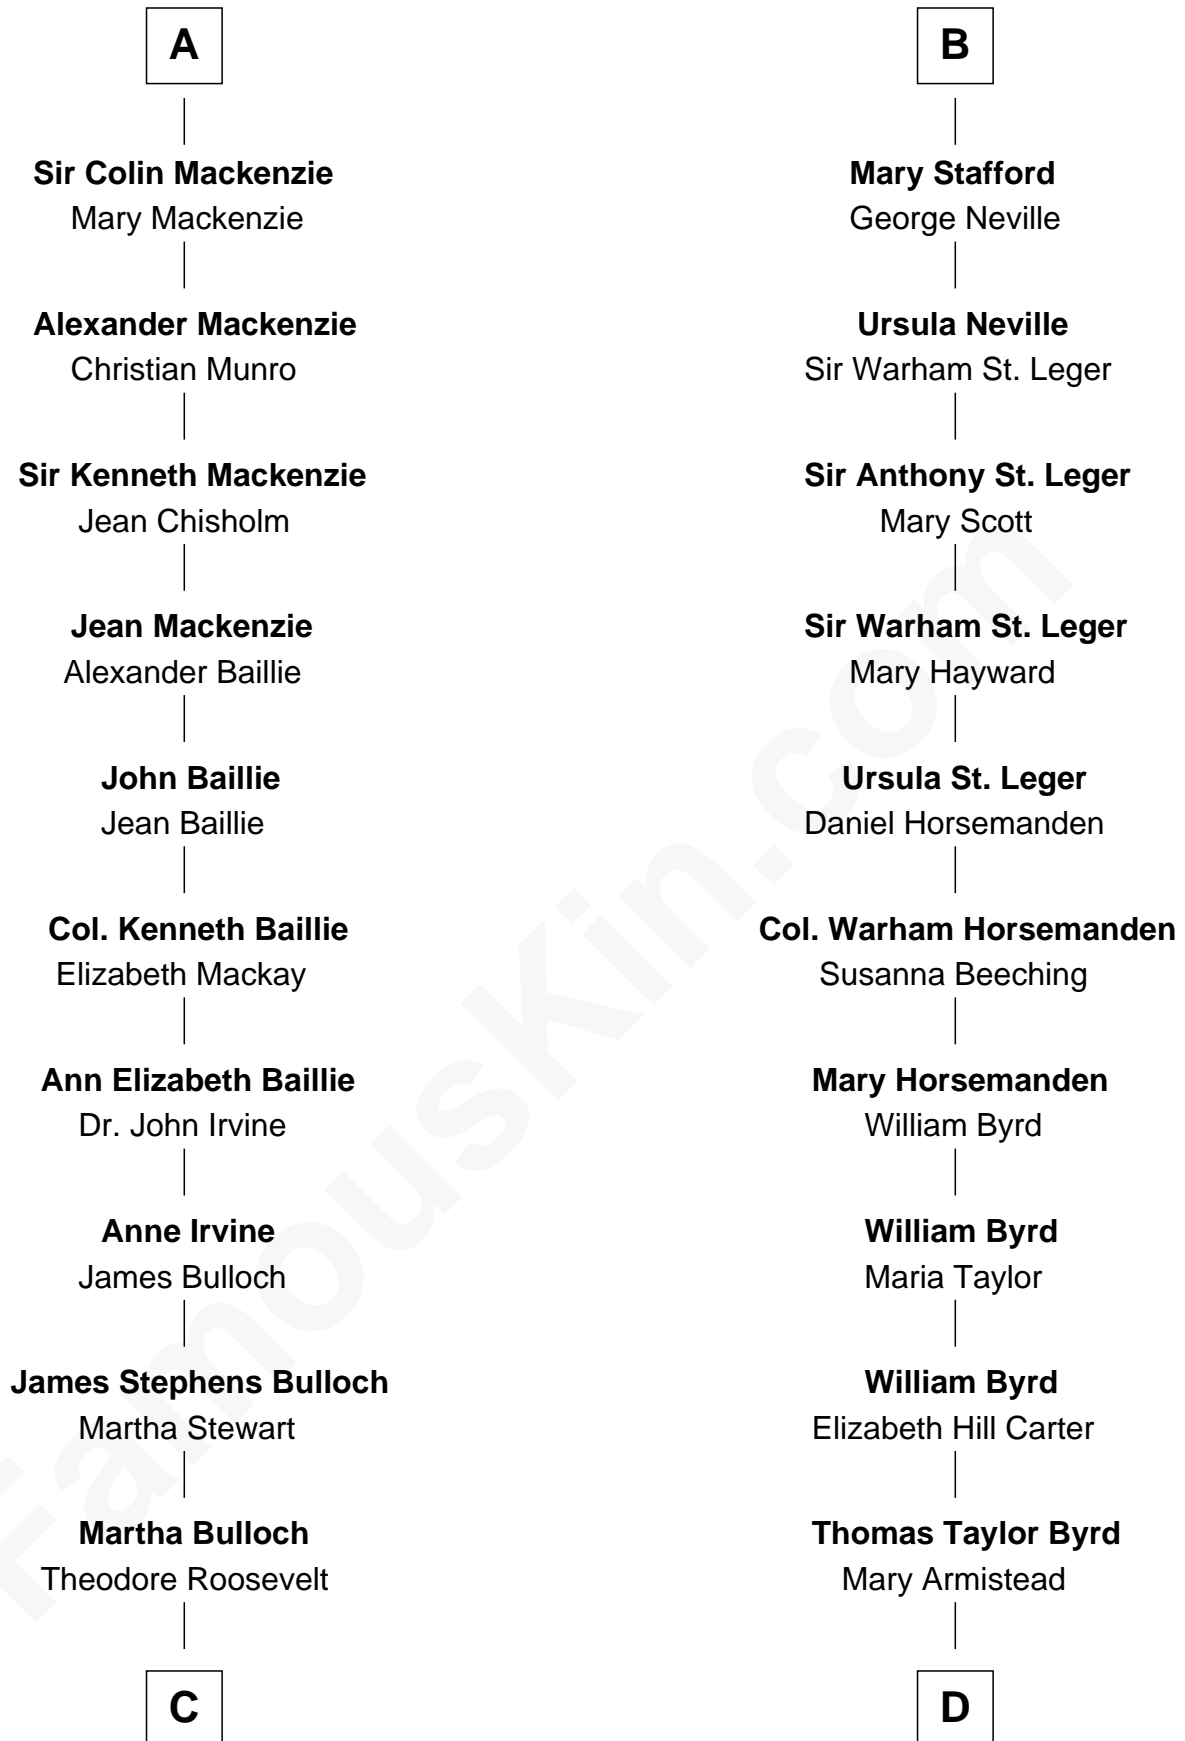 A
Sir Colin Mackenzie
Mary Mackenzie
Alexander Mackenzie
Christian Munro
Sir Kenneth Mackenzie
Jean Chisholm
Jean Mackenzie
Alexander Baillie
John Baillie
Jean Baillie
Col. Kenneth Baillie
Elizabeth Mackay
Ann Elizabeth Baillie
Dr. John Irvine
Anne Irvine
James Bulloch
James Stephens Bulloch
Martha Stewart
Martha Bulloch
Theodore Roosevelt
C
B
Mary Stafford
George Neville
Ursula Neville
Sir Warham St. Leger
Sir Anthony St. Leger
Mary Scott
Sir Warham St. Leger
Mary Hayward
Ursula St. Leger
Daniel Horsemanden
Col. Warham Horsemanden
Susanna Beeching
Mary Horsemanden
William Byrd
William Byrd
Maria Taylor
William Byrd
Elizabeth Hill Carter
Thomas Taylor Byrd
Mary Armistead
D
FamousKin.com